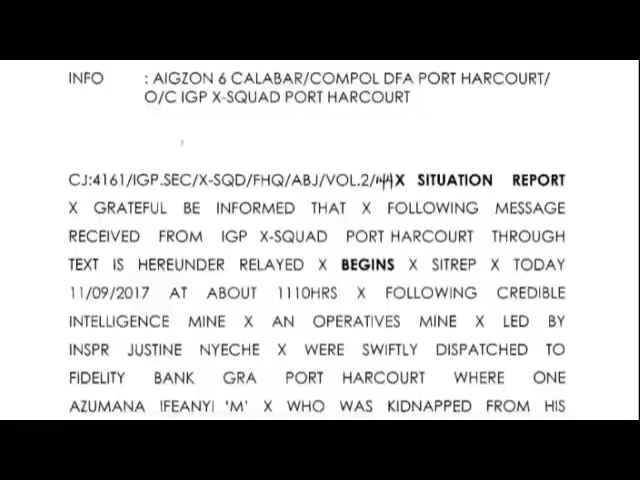 INFO : AIGZON 6 CALABAR/COMPOL DFA PORT HARCOURT/
O/C IGP X-SQUAD PORT HARCOURT
CJ:4161/IGP.SEC/X-SQD/FHQ/ABJ/VOL.2/144X SITUATION REPORT
X GRATEFUL BE INFORMED THAT X FOLLOWING MESSAGE
RECEIVED FROM IGP X-SQUAD PORT HARCOURT THROUGH
TEXT IS HEREUNDER RELAYED X BEGINS X SITREP X TODAY
11/09/2017 AT ABOUT 1110HRS X FOLLOWING CREDIBLE
INTELLIGENCE MINE X AN OPERATIVES MINE X LED BY
INSPR JUSTINE NYECHE X WERE SWIFTLY DISPATCHED TO
FIDELITY BANK GRA PORT HARCOURT WHERE ONE
AZUMANA IFEANYI 'M' X WHO WAS KIDNAPPED FROM HIS